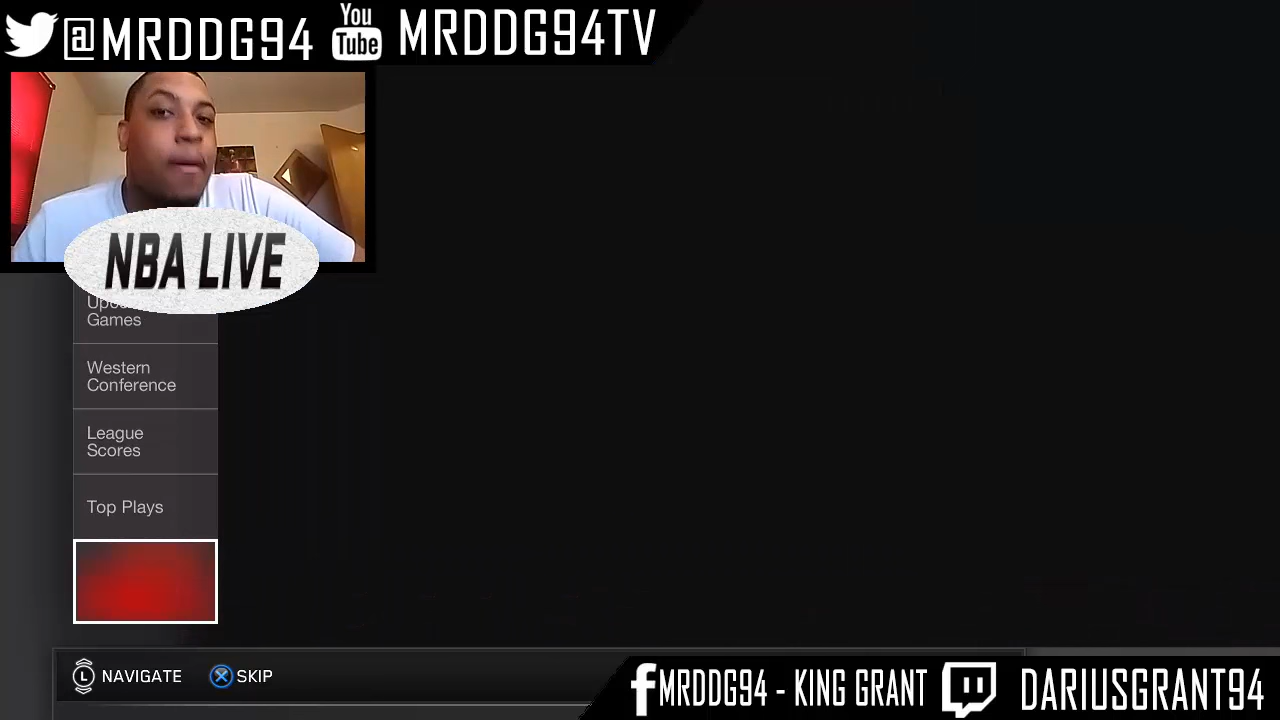 @MRDDG94
You
Tube
MRDDG94TV
NBA LIVE
Games
Western
Conference
League
Scores
Top Plays
L NAVIGATE
SKIP
MRDDG94 - KING GRANT
DARIUSGRANT94